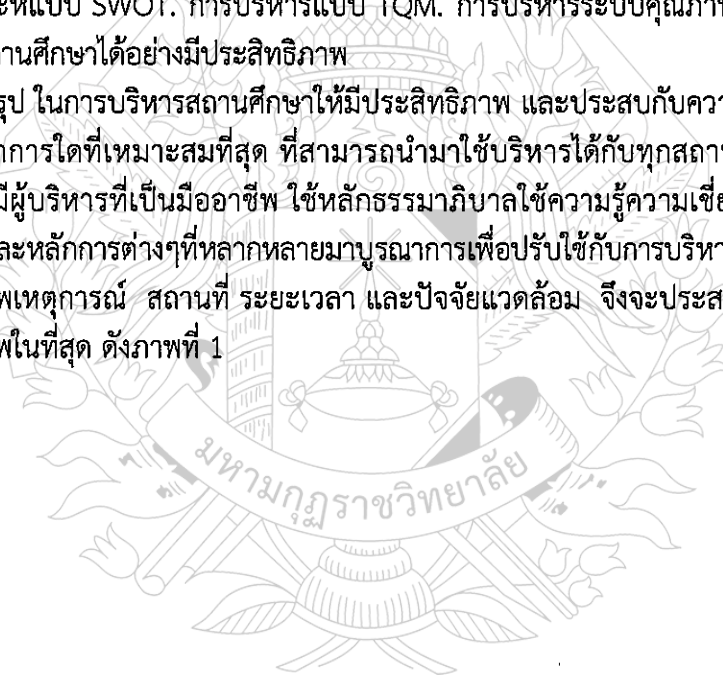 ะห์แบบ SWOT. การบริหารแบบ TQM. การบริหารระบบคุณภาพ
านศึกษาได้อย่างมีประสิทธิภาพ
รุป ในการบริหารสถานศึกษาให้มีประสิทธิภาพ และประสบกับควา
าการใดที่เหมาะสมที่สุด ที่สามารถนำมาใช้บริหารได้กับทุกสถาน
มีผู้บริหารที่เป็นมืออาชีพ ใช้หลักธรรมาภิบาลใช้ความรู้ความเชี่ย
ละหลักการต่างๆที่หลากหลายมาบูรณาการเพื่อปรับใช้กับการบริหา
พเหตุการณ์ สถานที่ ระยะเวลา และปัจจัยแวดล้อม จึงจะประส
พในที่สุด ดังภาพที่ 1
มหามกุฏราชวิทยาลัย